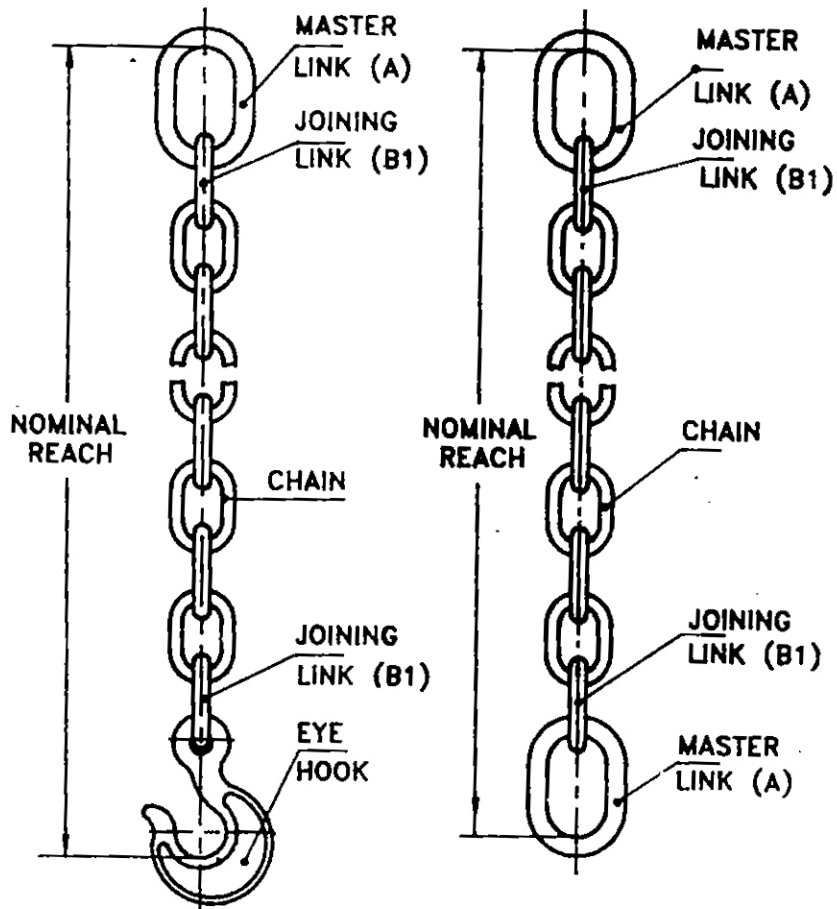 MASTER
LINK (A)
JOINING
LINK (B1)
NOMINAL
REACH
CHAIN
JOINING
LINK (B1)
EYE
HOOK
MASTER
LINK (A)
JOINING
LINK (B1)
NOMINAL
REACH
CHAIN
JOINING
LINK (B1)
MASTER
LINK (A)